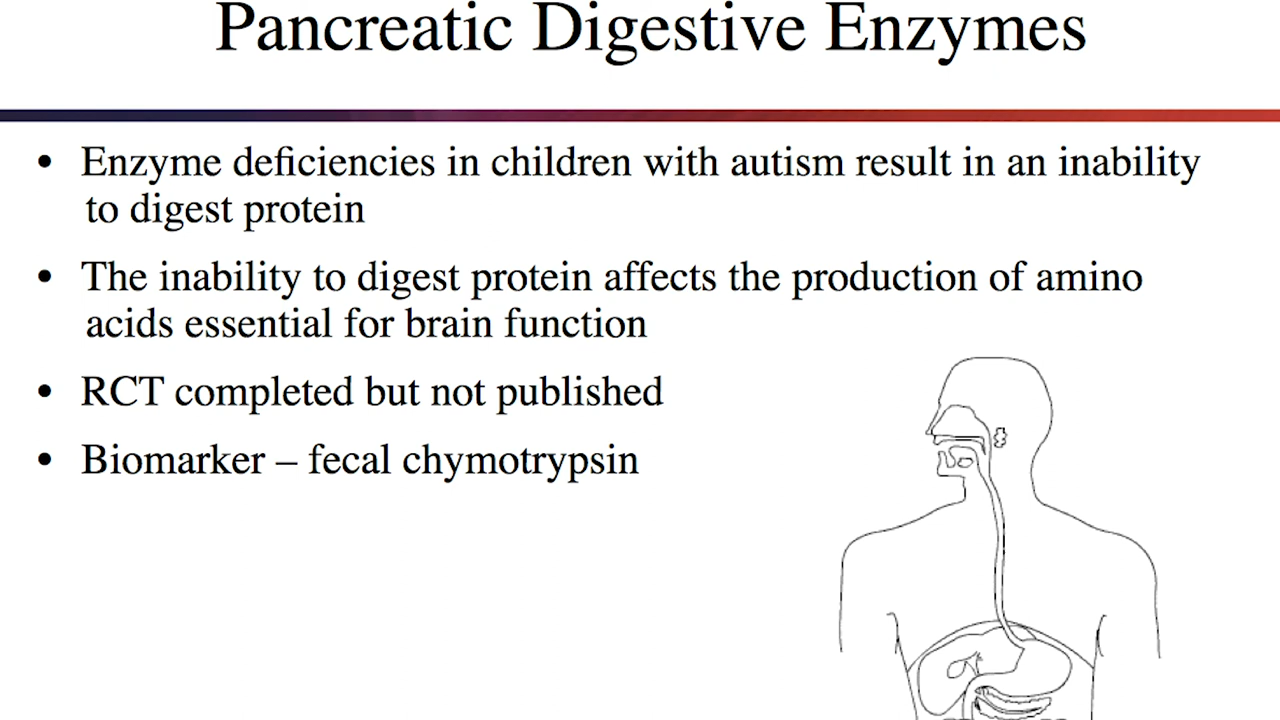 Pancreatic Digestive Enzymes
• Enzyme deficiencies in children with autism result in an inability
to digest protein
• The inability to digest protein affects the production of amino
acids essential for brain function
• RCT completed but not published
• Biomarker – fecal chymotrypsin